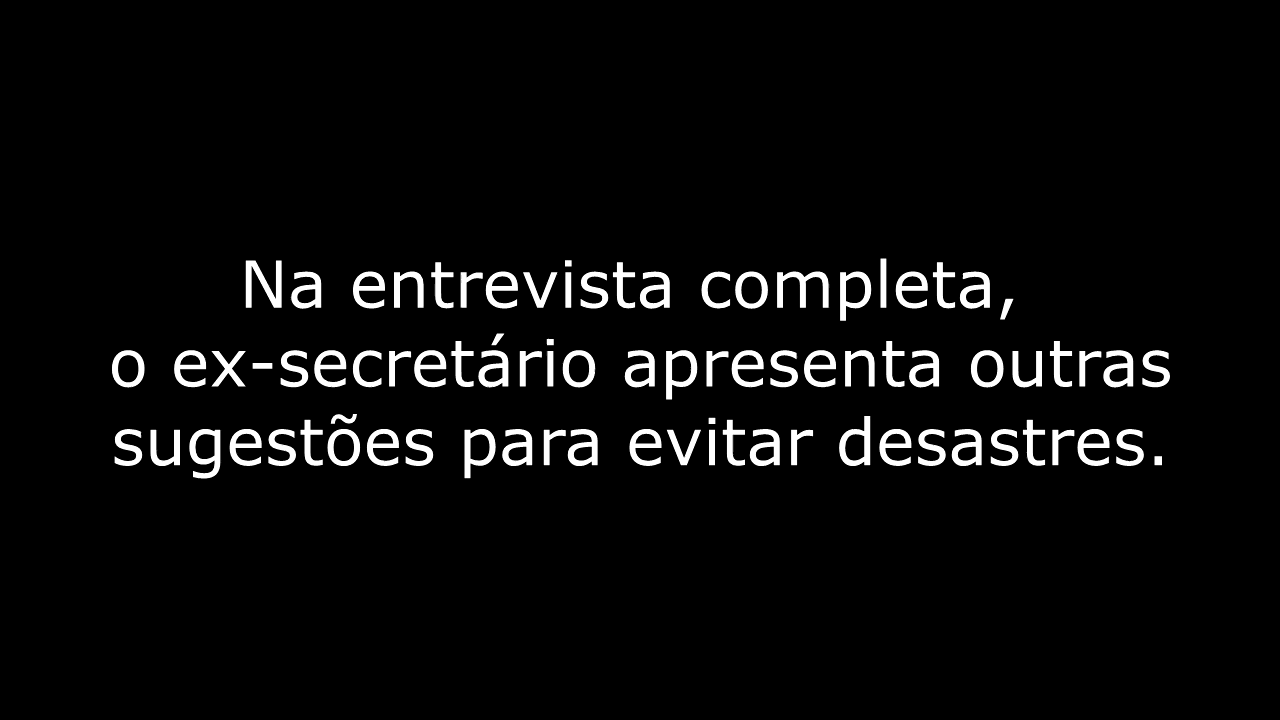 Na entrevista completa,
o ex-secretário apresenta outras
sugestões para evitar desastres.